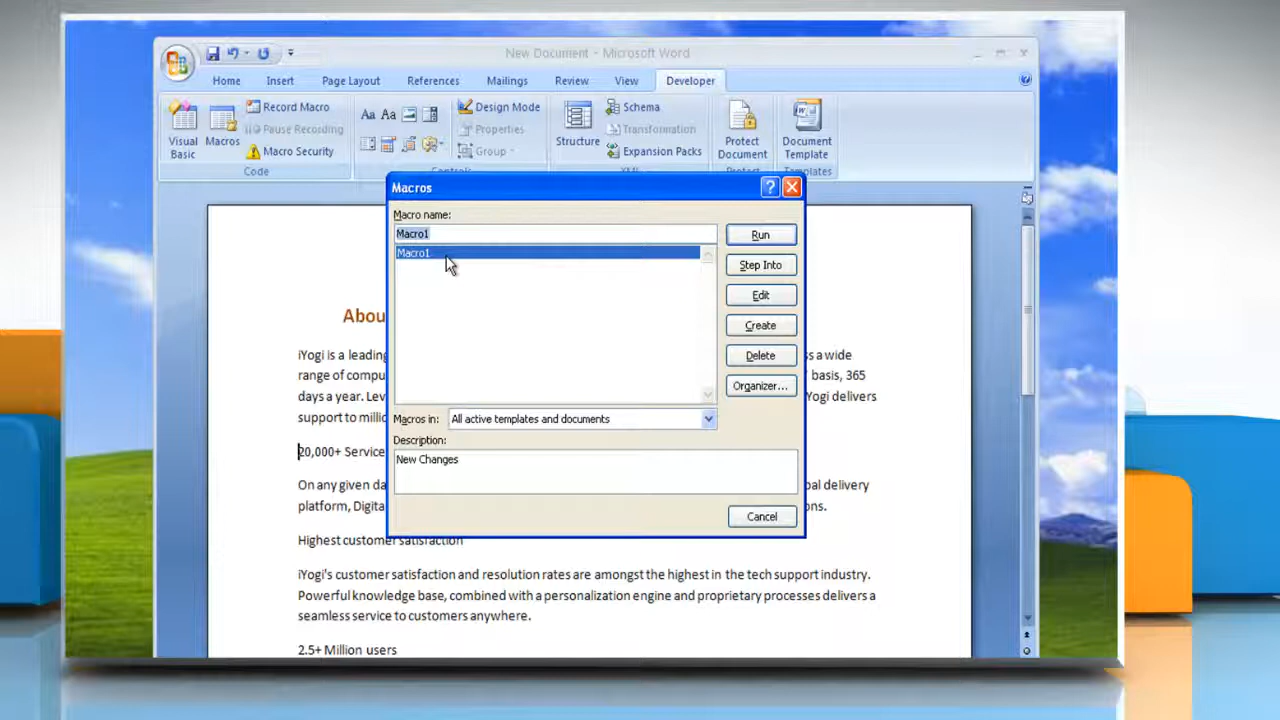 New Document - Microsoft Word
Home Insert Page Layout References Mailings Review View Developer
Visual Basic
Macros
Record Macro
Pause Recording
Macro Security
Code
Aa Aa
Design Mode
Properties
Group
Structure
Schema
Transformation
Expansion Packs
Protect Document
Document Template
Templates
Macros
Macro name:
Macro1
Macro1
Run
Step Into
Edit
Create
Delete
Organizer...
Macros in: All active templates and documents
Description:
New Changes
Cancel
Abou
iYogi is a leading s a wide
range of compu basis, 365
days a year. Lev Yogi delivers
support to millio
20,000+ Service
On any given da bal delivery
platform, Digita ons.
Highest customer satisfaction
iYogi's customer satisfaction and resolution rates are amongst the highest in the tech support industry.
Powerful knowledge base, combined with a personalization engine and proprietary processes delivers a
seamless service to customers anywhere.
2.5+ Million users